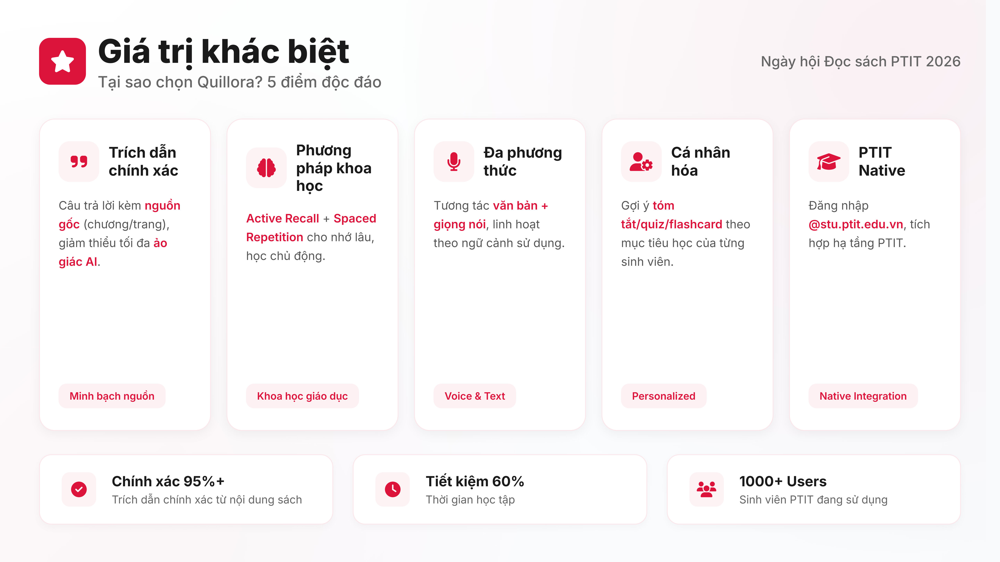 Giá trị khác biệt
Tại sao chọn Quillora? 5 điểm độc đáo
Ngày hội Đọc sách PTIT 2026
Trích dẫn
chính xác
Câu trả lời kèm nguồn
gốc (chương/trang),
giảm thiểu tối đa ảo
giác AI.
Minh bạch nguồn
Phương
pháp khoa
học
Active Recall + Spaced
Repetition cho nhớ lâu,
học chủ động.
Khoa học giáo dục
Đa phương
thức
Tương tác văn bản +
giọng nói, linh hoạt
theo ngữ cảnh sử dụng.
Voice & Text
Cá nhân
hóa
Gợi ý tóm
tắt/quiz/flashcard theo
mục tiêu học của từng
sinh viên.
Personalized
PTIT
Native
Đăng nhập
@stu.ptit.edu.vn, tích
hợp hạ tầng PTIT.
Native Integration
Chính xác 95%+
Trích dẫn chính xác từ nội dung sách
Tiết kiệm 60%
Thời gian học tập
1000+ Users
Sinh viên PTIT đang sử dụng